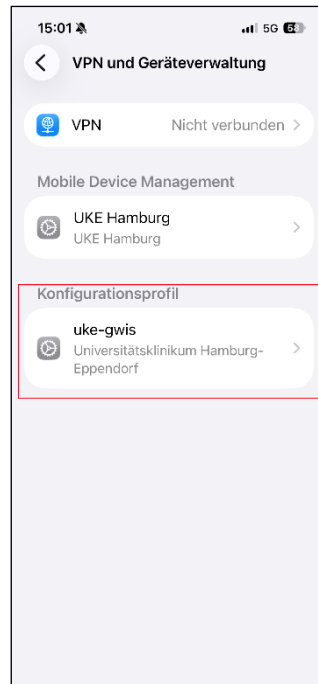 15:01 5G 53
VPN und Geräteverwaltung
VPN Nicht verbunden
Mobile Device Management
UKE Hamburg
UKE Hamburg
Konfigurationsprofil
uke-gwis
Universitätsklinikum Hamburg-
Eppendorf